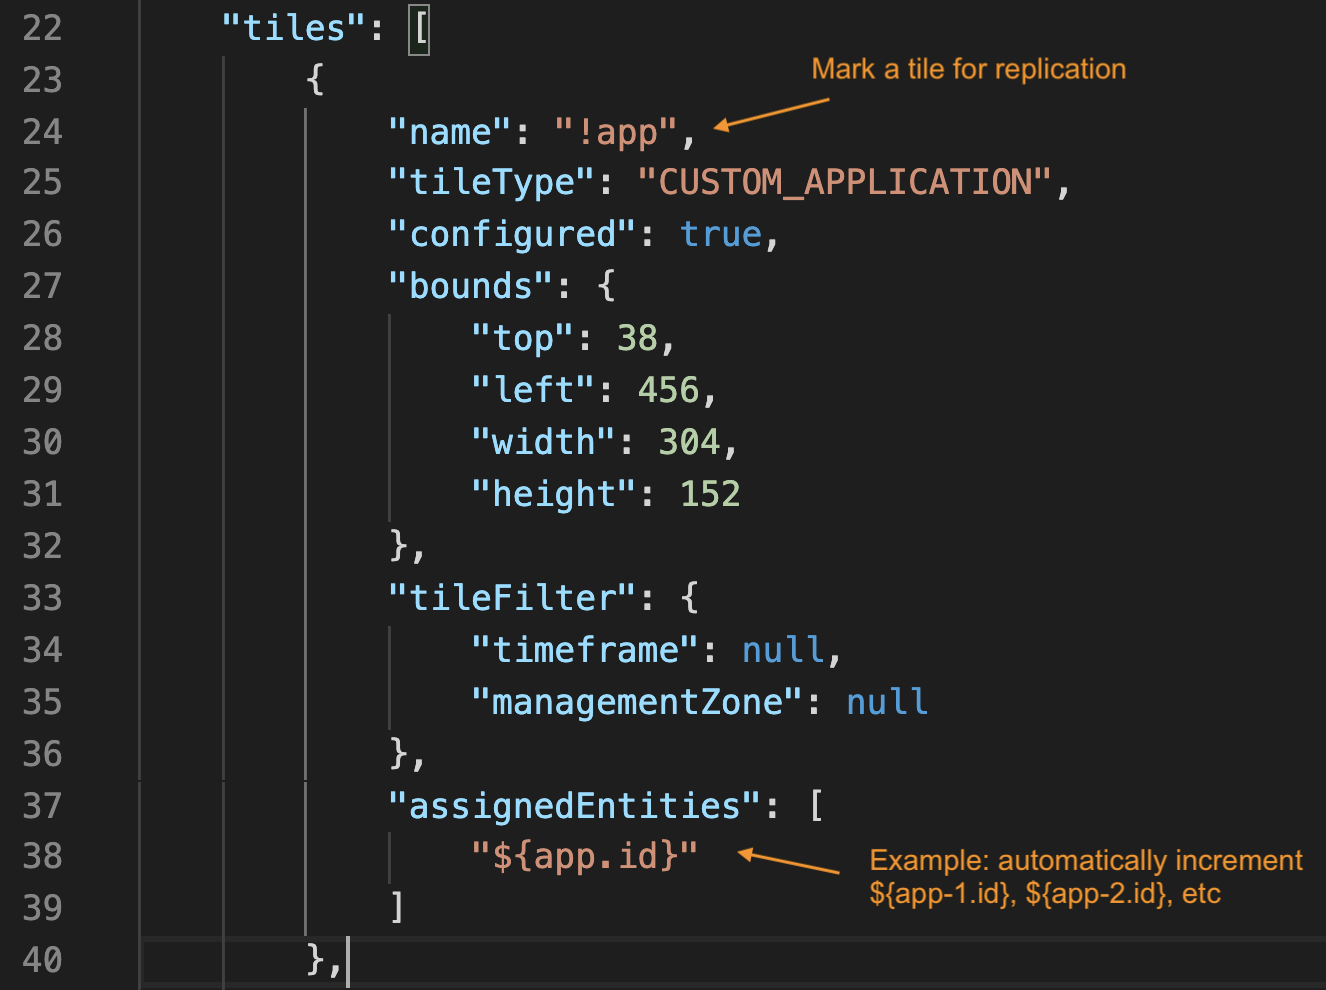 22 "tiles": [
23 {
Mark a tile for replication
24 "name": "!app",
25 "tileType": "CUSTOM_APPLICATION",
26 "configured": true,
27 "bounds": {
28 "top": 38,
29 "left": 456,
30 "width": 304,
31 "height": 152
32 },
33 "tileFilter": {
34 "timeframe": null,
35 "managementZone": null
36 },
37 "assignedEntities": [
38 "${app.id}"
Example: automatically increment
${app-1.id}, ${app-2.id}, etc
39 ]
40 },